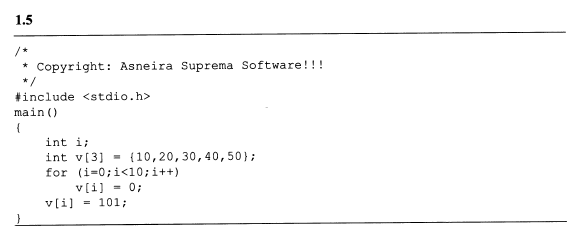 1.5
/*
 * Copyright: Asneira Suprema Software!!!
 */
#include <stdio.h>
main()
{
    int i;
    int v[3] = {10,20,30,40,50};
    for (i=0;i<10;i++)
        v[i] = 0;
    v[i] = 101;
}